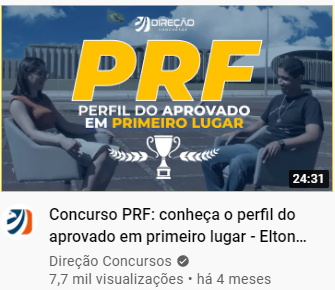 DIREÇÃO
CONCURSOS
PRF
PERFIL DO APROVADO
EM PRIMEIRO LUGAR
24:31
Concurso PRF: conheça o perfil do
aprovado em primeiro lugar - Elton...
Direção Concursos
7,7 mil visualizações • há 4 meses